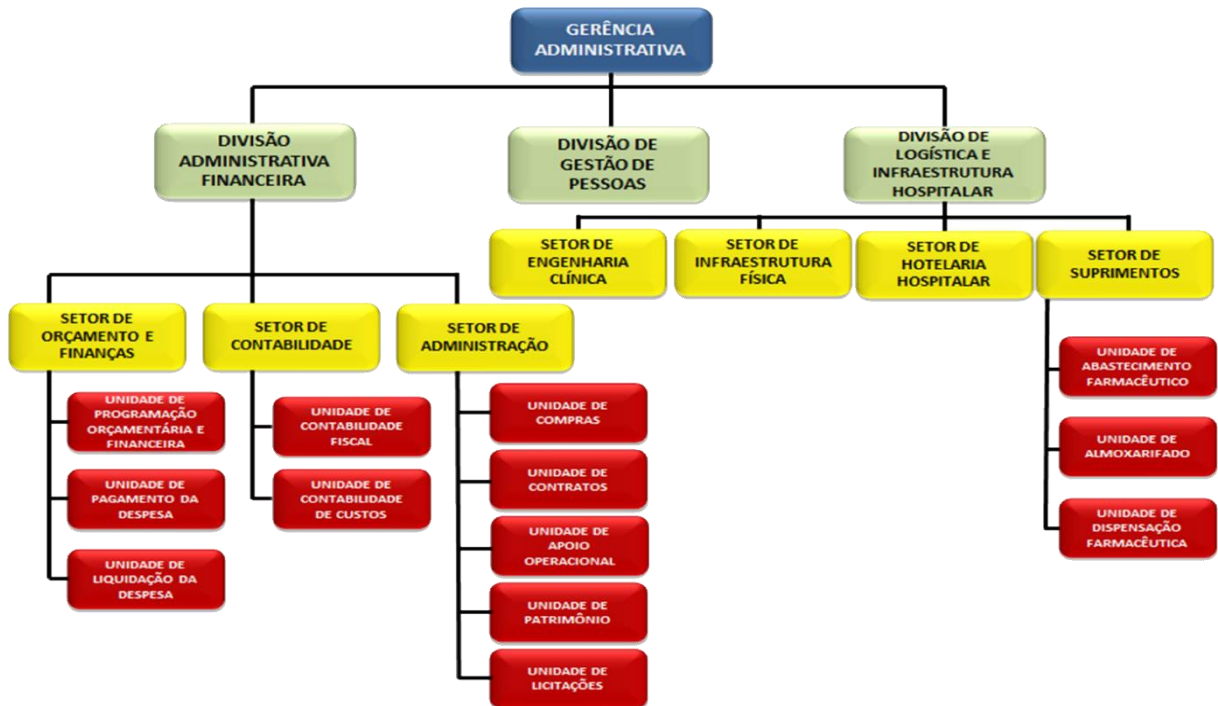 GERÊNCIA
ADMINISTRATIVA
DIVISÃO
ADMINISTRATIVA
FINANCEIRA
DIVISÃO DE
GESTÃO DE
PESSOAS
DIVISÃO DE
LOGÍSTICA E
INFRAESTRUTURA
HOSPITALAR
SETOR DE
ORÇAMENTO E
FINANÇAS
UNIDADE DE
PROGRAMAÇÃO
ORÇAMENTÁRIA E
FINANCEIRA
UNIDADE DE
PAGAMENTO DA
DESPESA
UNIDADE DE
LIQUIDAÇÃO DA
DESPESA
SETOR DE
CONTABILIDADE
UNIDADE DE
CONTABILIDADE
FISCAL
UNIDADE DE
CONTABILIDADE
DE CUSTOS
SETOR DE
ADMINISTRAÇÃO
UNIDADE DE
COMPRAS
UNIDADE DE
CONTRATOS
UNIDADE DE
APOIO
OPERACIONAL
UNIDADE DE
PATRIMÔNIO
UNIDADE DE
LICITAÇÕES
SETOR DE
ENGENHARIA
CLÍNICA
SETOR DE
INFRAESTRUTURA
FÍSICA
SETOR DE
HOTELARIA
HOSPITALAR
SETOR DE
SUPRIMENTOS
UNIDADE DE
ABASTECIMENTO
FARMACÊUTICO
UNIDADE DE
ALMOXARIFADO
UNIDADE DE
DISPENSAÇÃO
FARMACÊUTICA